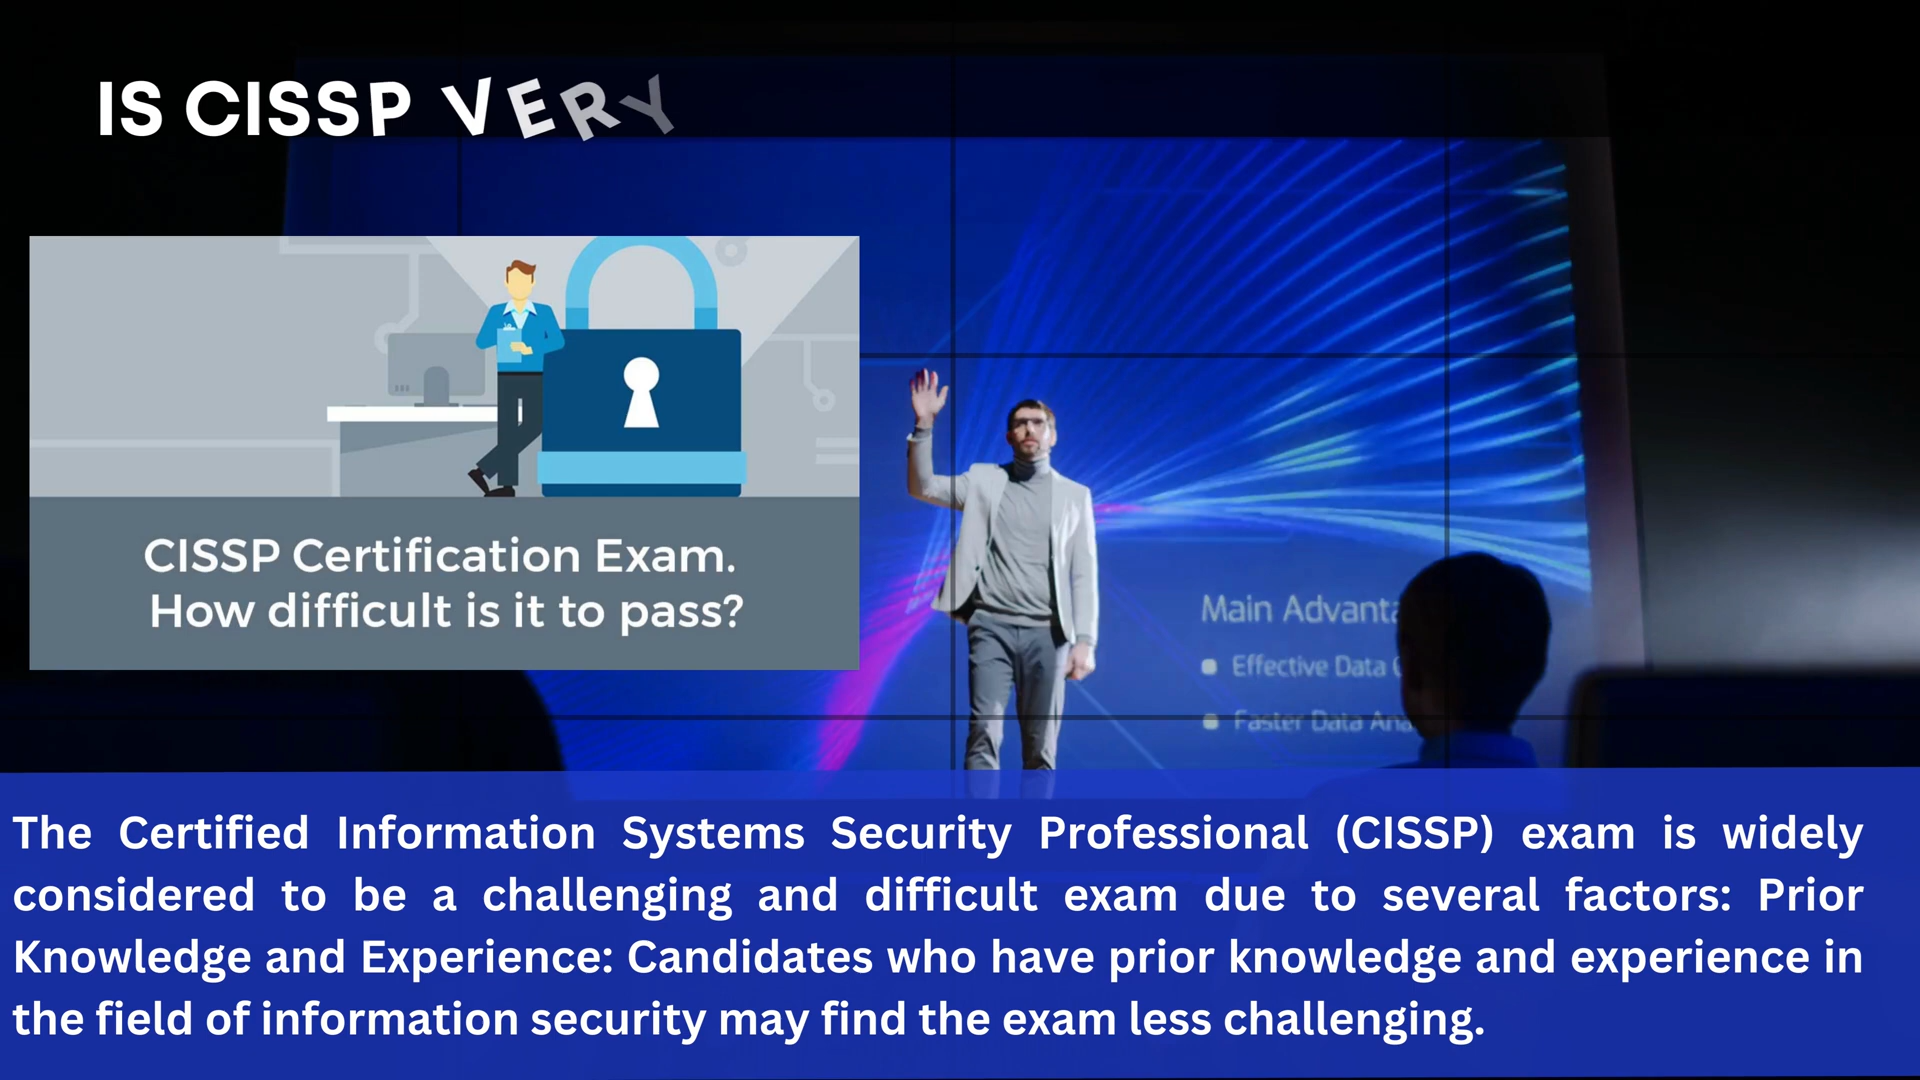 IS CISSP VERY
CISSP Certification Exam.
How difficult is it to pass?
Main Advanta
Effective Data
Faster Data Ana
The Certified Information Systems Security Professional (CISSP) exam is widely
considered to be a challenging and difficult exam due to several factors: Prior
Knowledge and Experience: Candidates who have prior knowledge and experience in
the field of information security may find the exam less challenging.